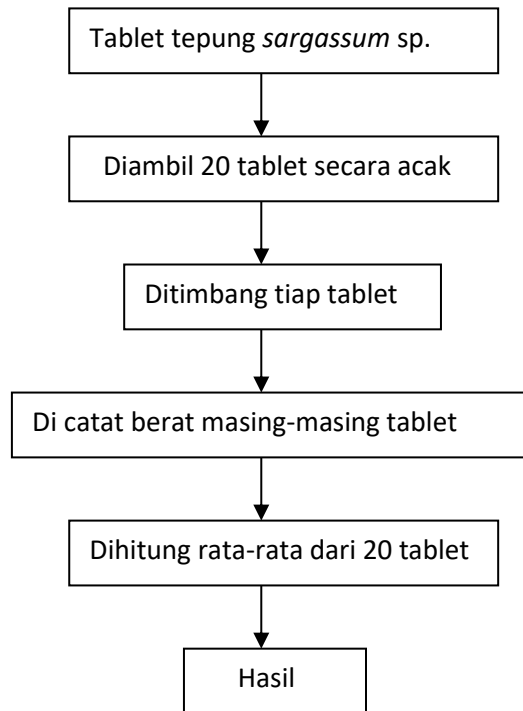 Tablet tepung sargassum sp.
Diambil 20 tablet secara acak
Ditimbang tiap tablet
Di catat berat masing-masing tablet
Dihitung rata-rata dari 20 tablet
Hasil